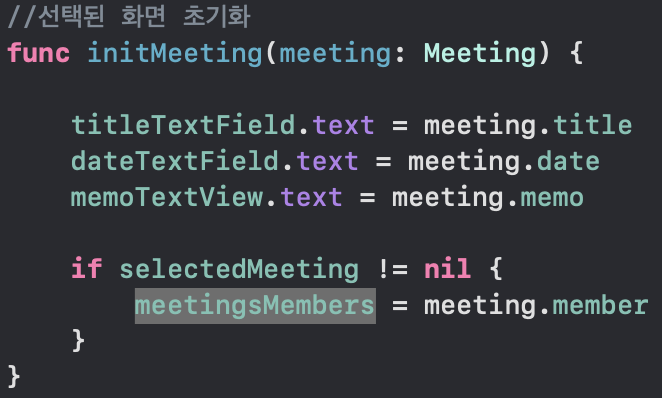 //선택된 화면 초기화
func initMeeting(meeting: Meeting) {
titleTextField.text = meeting.title
dateTextField.text = meeting.date
memoTextView.text = meeting.memo
if selectedMeeting != nil {
meetingsMembers = meeting.member
}
}